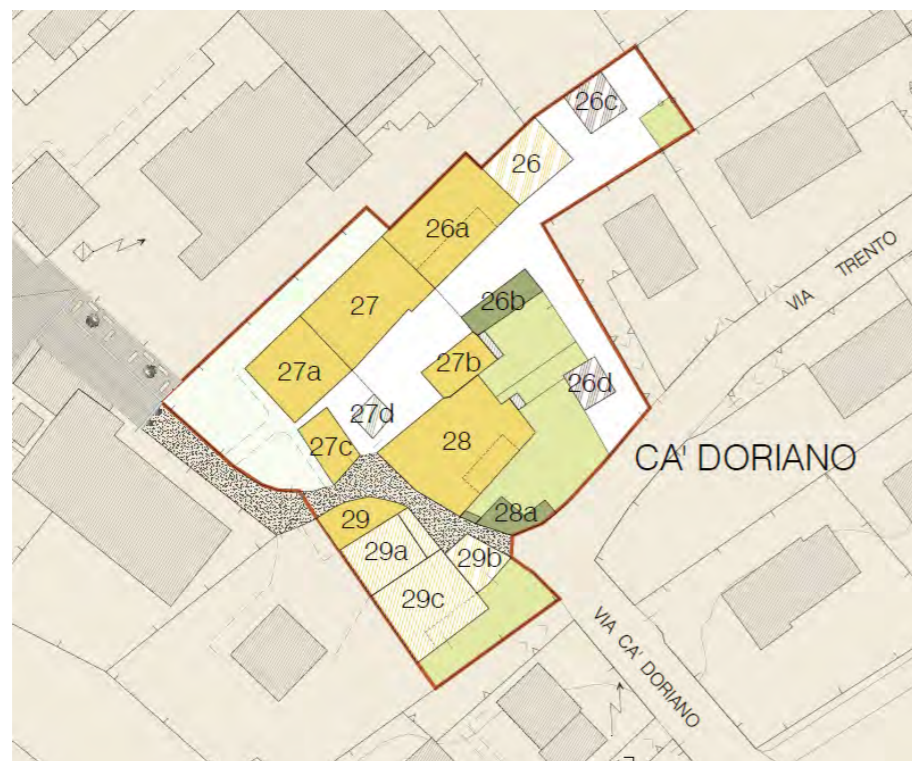 26c
26
26a
VIA TRENTO
26b
27
27b
27a
26d
27d
27c
28
CA' DORIANO
28a
29
29a
29b
29c
VIA CA' DORIANO